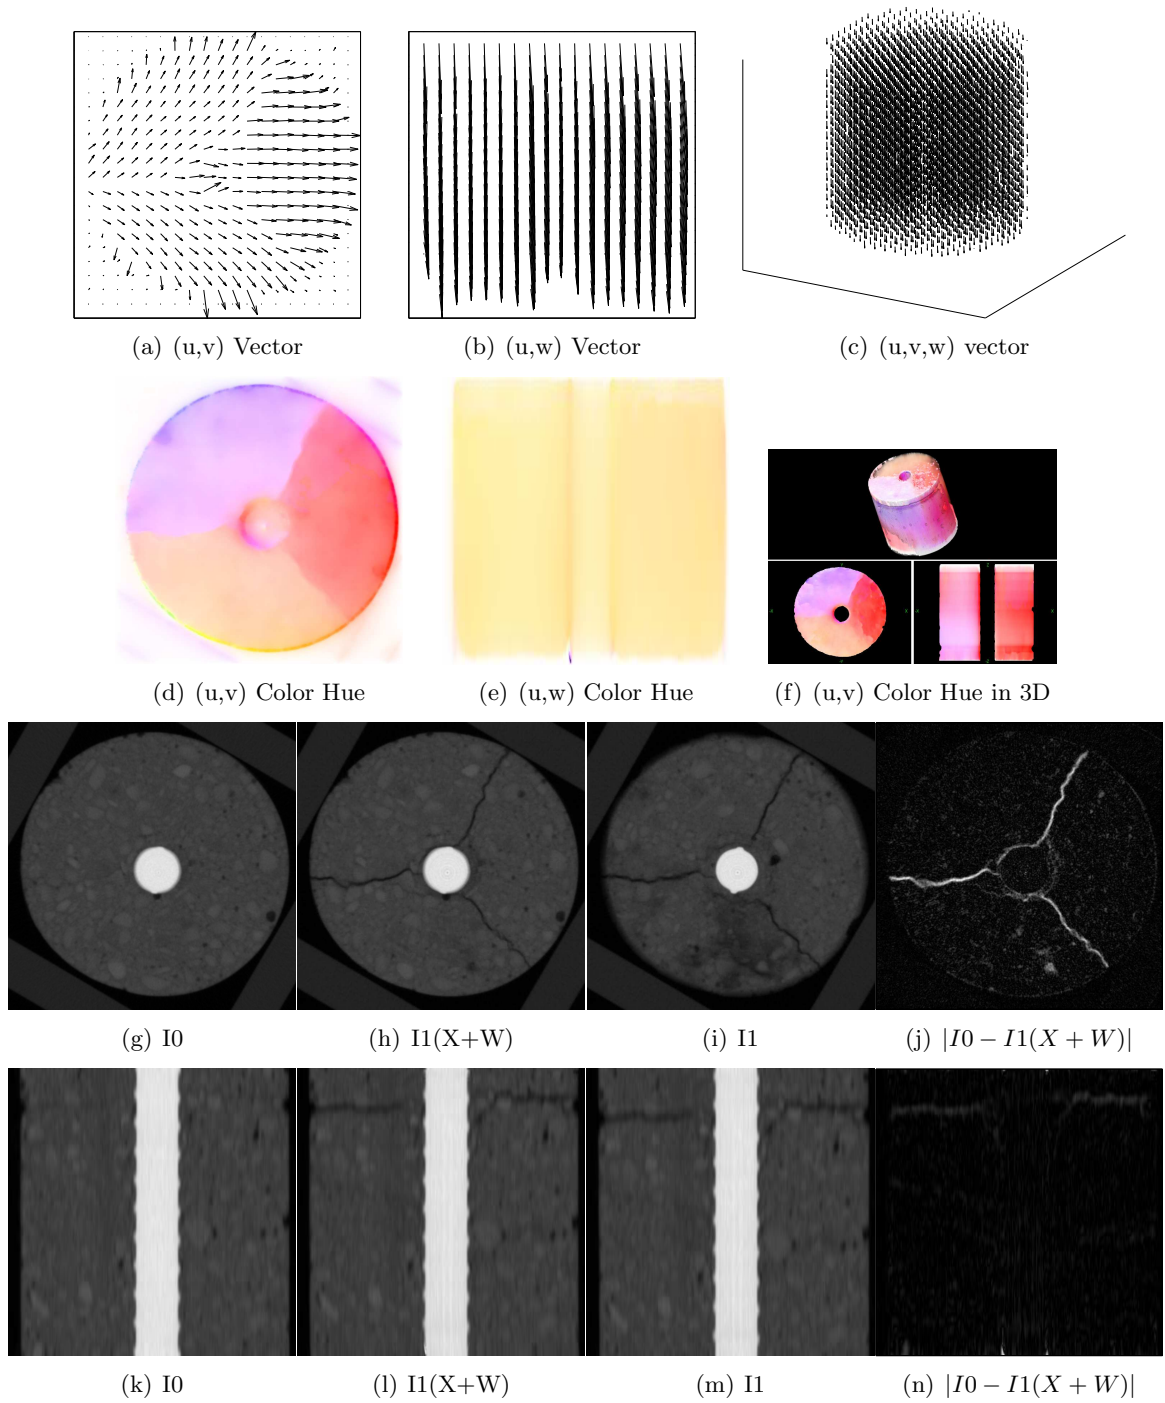 (a) (u,v) Vector
(b) (u,w) Vector
(c) (u,v,w) vector
(d) (u,v) Color Hue
(e) (u,w) Color Hue
(f) (u,v) Color Hue in 3D
(g) I0
(h) I1(X+W)
(i) I1
(j) |I0 − I1(X + W)|
(k) I0
(l) I1(X+W)
(m) I1
(n) |I0 − I1(X + W)|